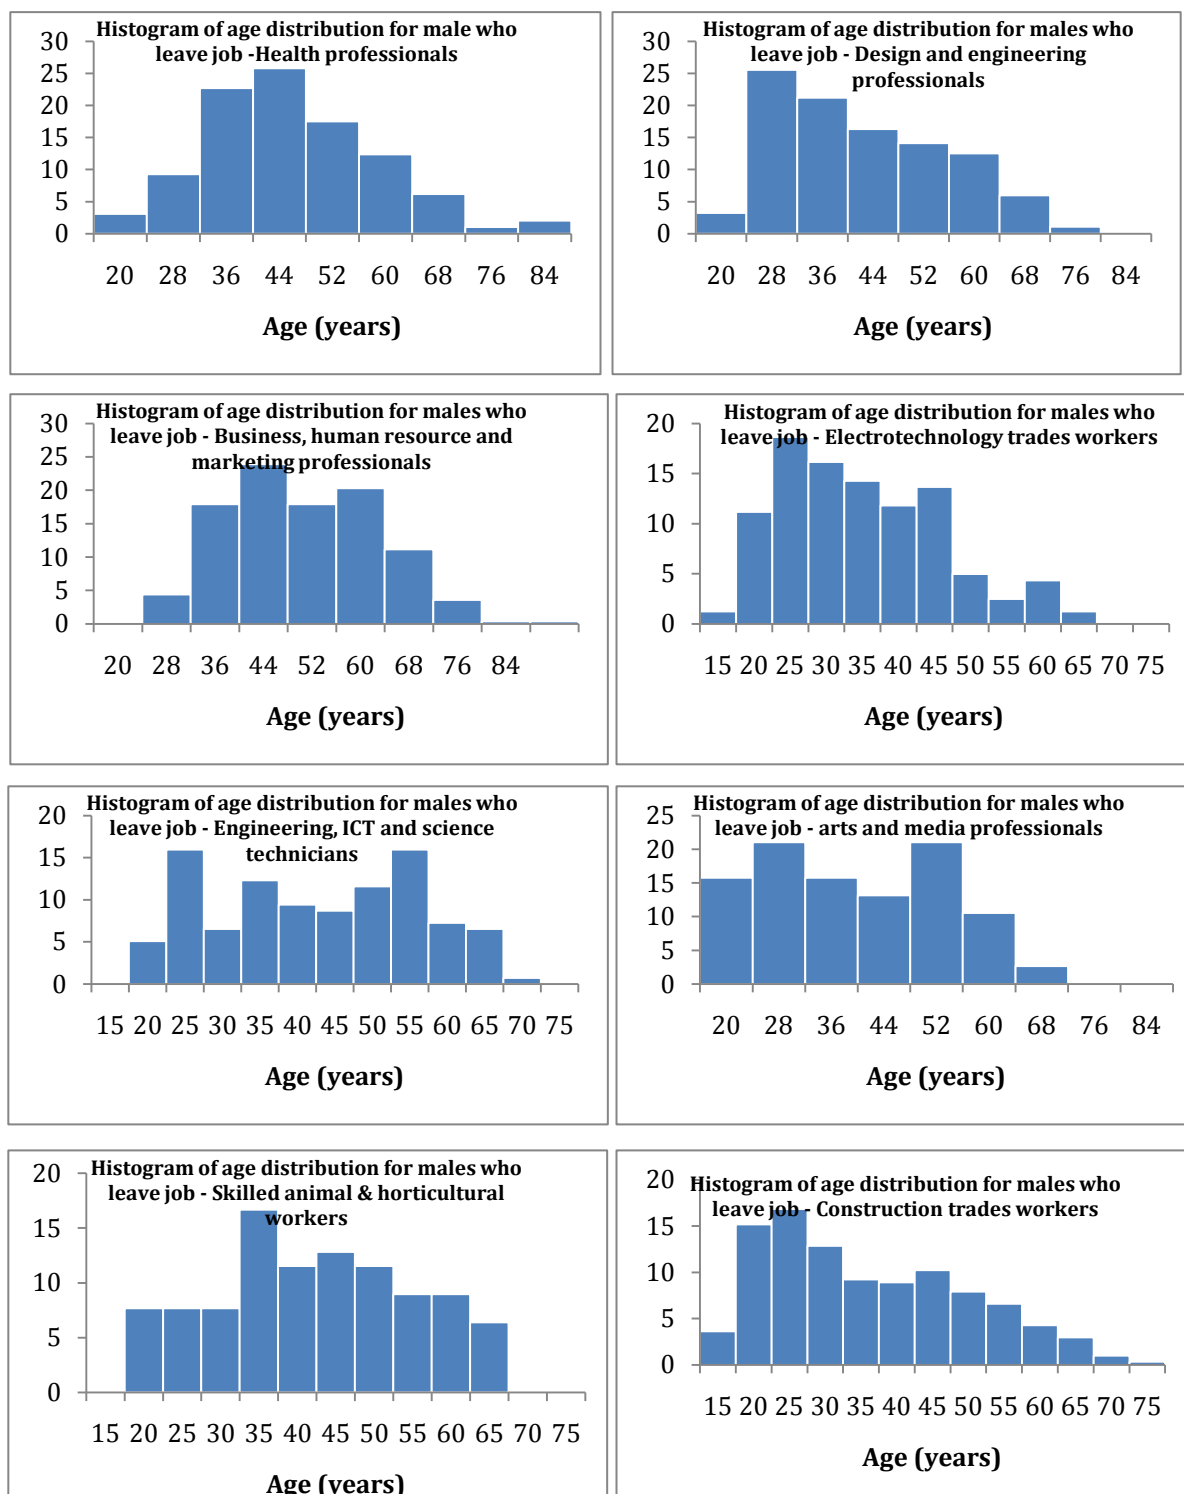 Histogram of age distribution for male who
leave job -Health professionals
30
25
20
15
10
5
0
20 28 36 44 52 60 68 76 84
Age (years)
Histogram of age distribution for males who
leave job - Design and engineering
professionals
30
25
20
15
10
5
0
20 28 36 44 52 60 68 76 84
Age (years)
Histogram of age distribution for males who
leave job - Business, human resource and
marketing professionals
30
25
20
15
10
5
0
20 28 36 44 52 60 68 76 84
Age (years)
Histogram of age distribution for males who
leave job - Electrotechnology trades workers
20
15
10
5
0
15 20 25 30 35 40 45 50 55 60 65 70 75
Age (years)
Histogram of age distribution for males who
leave job - Engineering, ICT and science
technicians
20
15
10
5
0
15 20 25 30 35 40 45 50 55 60 65 70 75
Age (years)
Histogram of age distribution for males who
leave job - arts and media professionals
25
20
15
10
5
0
20 28 36 44 52 60 68 76 84
Age (years)
Histogram of age distribution for males who
leave job - Skilled animal & horticultural
workers
20
15
10
5
0
15 20 25 30 35 40 45 50 55 60 65 70 75
Age (years)
Histogram of age distribution for males who
leave job - Construction trades workers
20
15
10
5
0
15 20 25 30 35 40 45 50 55 60 65 70 75
Age (years)